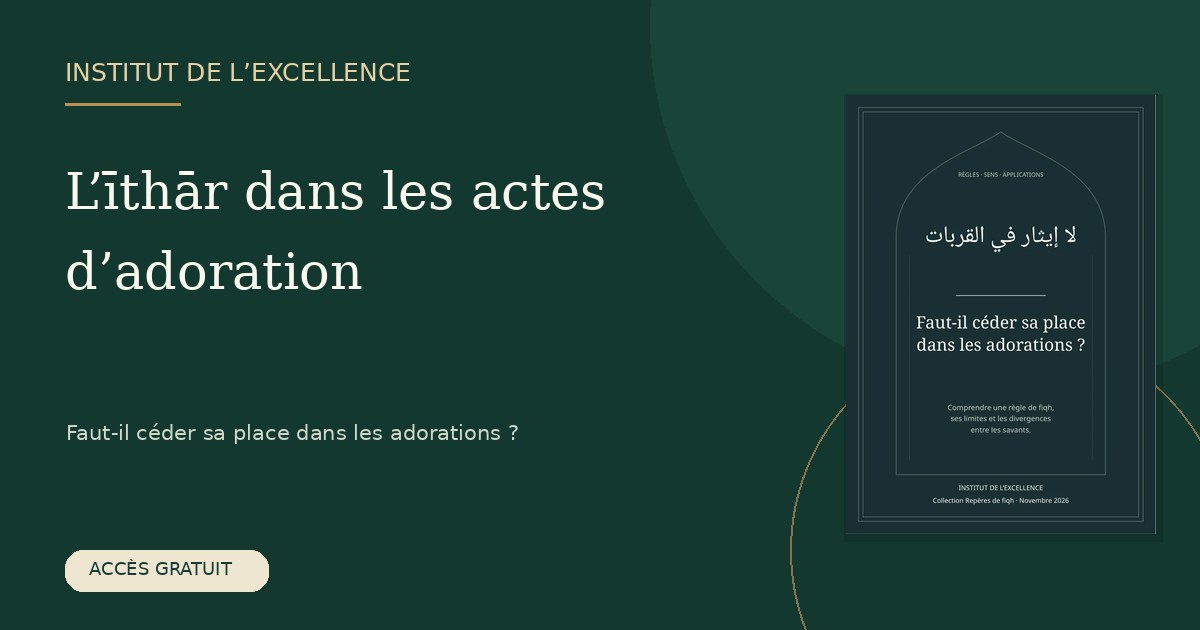 INSTITUT DE L’EXCELLENCE
L’īthār dans les actes
d’adoration
Faut-il céder sa place dans les adorations ?
ACCÈS GRATUIT
RÈGLES · SENS · APPLICATIONS
لا إيثار في القربات
Faut-il céder sa place
dans les adorations ?
Comprendre une règle de fiqh,
ses limites et les divergences
entre les savants.
INSTITUT DE L’EXCELLENCE
Collection Repères de fiqh · Novembre 2026